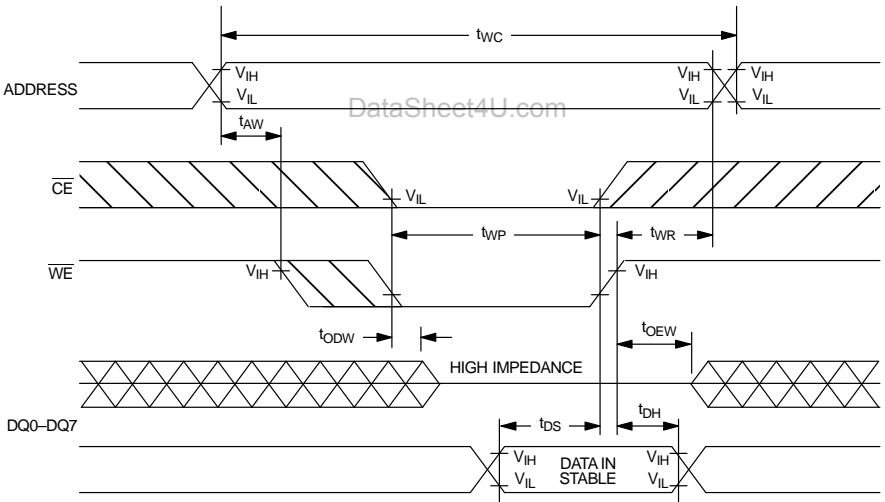 tWC
ADDRESS
VIH
VIL
VIH
VIL
VIH
VIL
DataSheet4U.com
tAW
CE
VIL
VIL
tWP
tWR
WE
VIH
VIH
tODW
tOEW
HIGH IMPEDANCE
DQ0–DQ7
tDS
tDH
VIH
VIL
DATA IN
STABLE
VIH
VIL